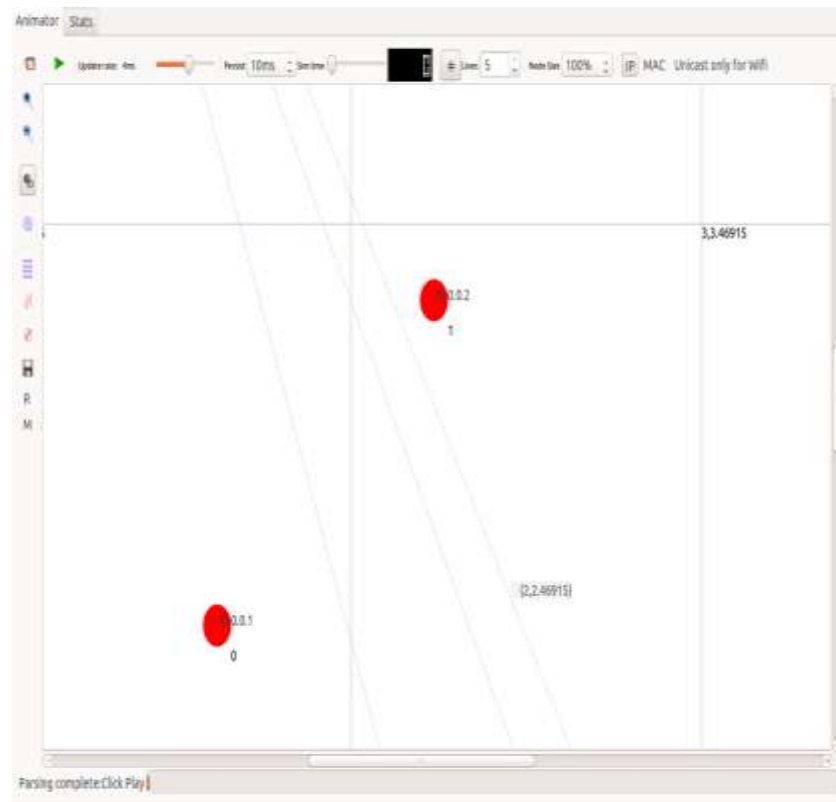 Animator Stats
Update rate: 4ms Persist: 10ms Sim time # Lines 5 Node Size 100% IP MAC Unicast only for Wifi
3,3.46915
0.0.2
1
(2,2.46915)
0.0.1
0
R
M
Parsing complete:Click Play